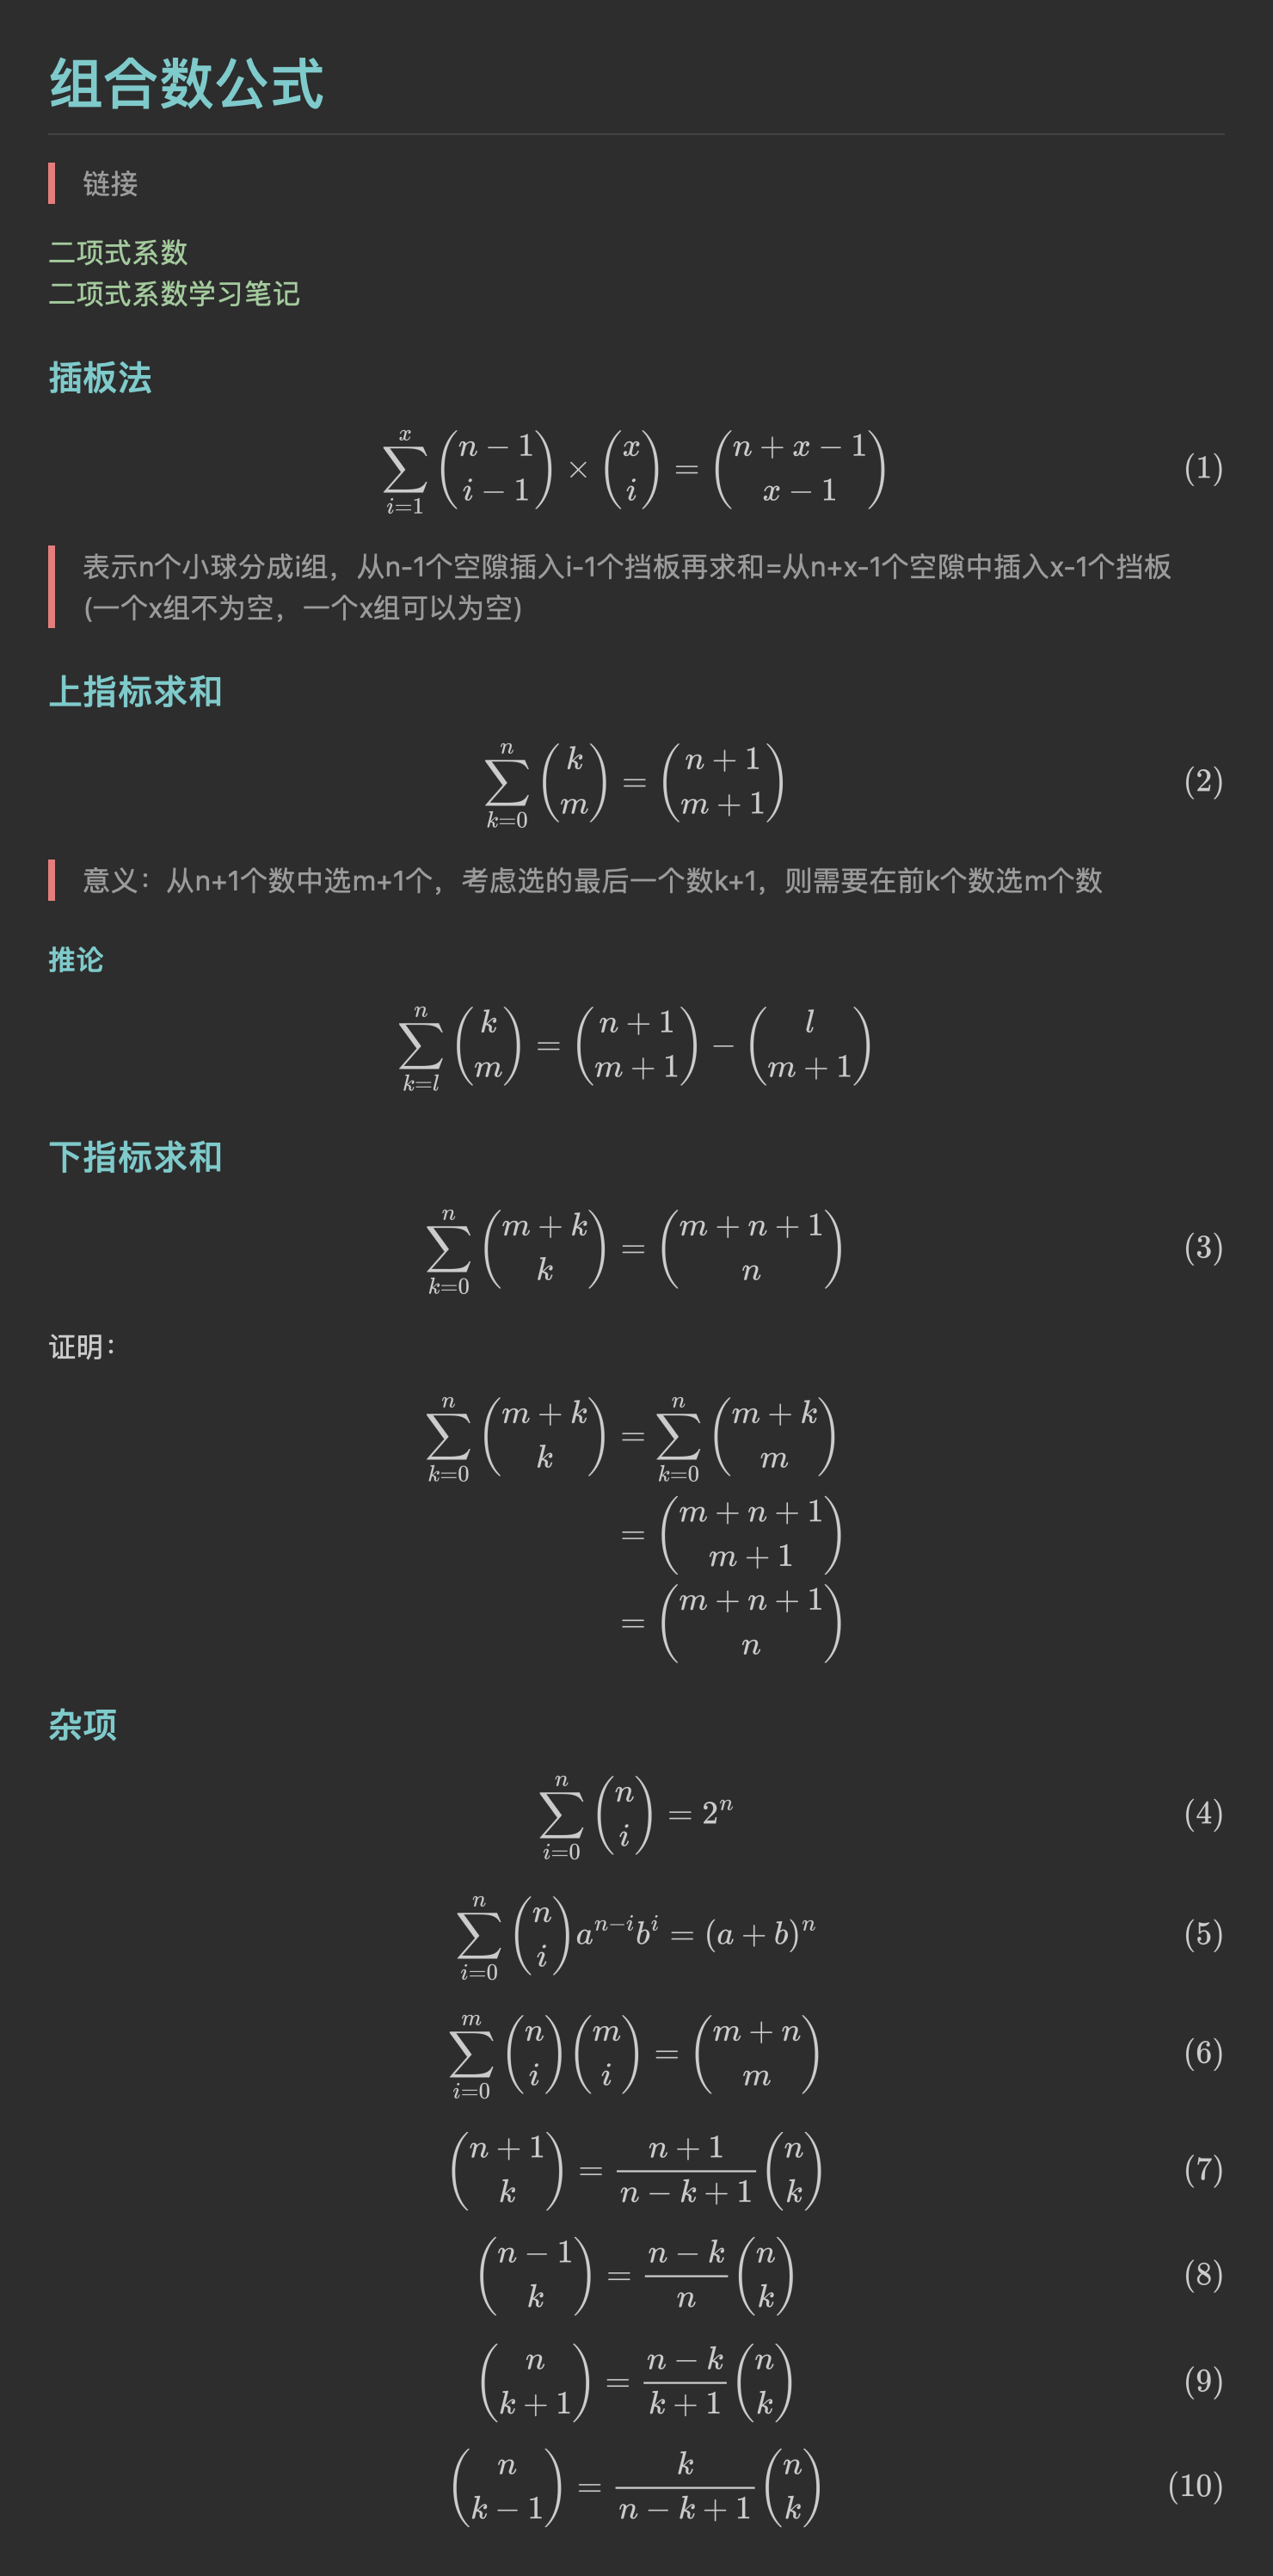 组合数公式
链接
二项式系数
二项式系数学习笔记
插板法
\sum_{i=1}^{x} \binom{n-1}{i-1} \times \binom{x}{i} = \binom{n+x-1}{x-1} (1)
表示n个小球分成i组，从n-1个空隙插入i-1个挡板再求和=从n+x-1个空隙中插入x-1个挡板
(一个x组不为空，一个x组可以为空)
上指标求和
\sum_{k=0}^{n} \binom{k}{m} = \binom{n+1}{m+1} (2)
意义：从n+1个数中选m+1个，考虑选的最后一个数k+1，则需要在前k个数选m个数
推论
\sum_{k=l}^{n} \binom{k}{m} = \binom{n+1}{m+1} - \binom{l}{m+1}
下指标求和
\sum_{k=0}^{n} \binom{m+k}{k} = \binom{m+n+1}{n} (3)
证明：
\sum_{k=0}^{n} \binom{m+k}{k} = \sum_{k=0}^{n} \binom{m+k}{m}
= \binom{m+n+1}{m+1}
= \binom{m+n+1}{n}
杂项
\sum_{i=0}^{n} \binom{n}{i} = 2^n (4)
\sum_{i=0}^{n} \binom{n}{i} a^{n-i} b^i = (a+b)^n (5)
\sum_{i=0}^{m} \binom{n}{i} \binom{m}{i} = \binom{m+n}{m} (6)
\binom{n+1}{k} = \frac{n+1}{n-k+1} \binom{n}{k} (7)
\binom{n-1}{k} = \frac{n-k}{n} \binom{n}{k} (8)
\binom{n}{k+1} = \frac{n-k}{k+1} \binom{n}{k} (9)
\binom{n}{k-1} = \frac{k}{n-k+1} \binom{n}{k} (10)